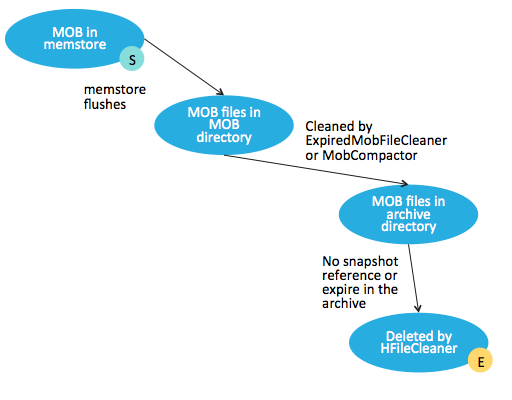 MOB in
memstore
S
memstore
flushes
MOB files in
MOB
directory
Cleaned by
ExpiredMobFileCleaner
or MobCompactor
MOB files in
archive
directory
No snapshot
reference or
expire in the
archive
Deleted by
HFileCleaner
E